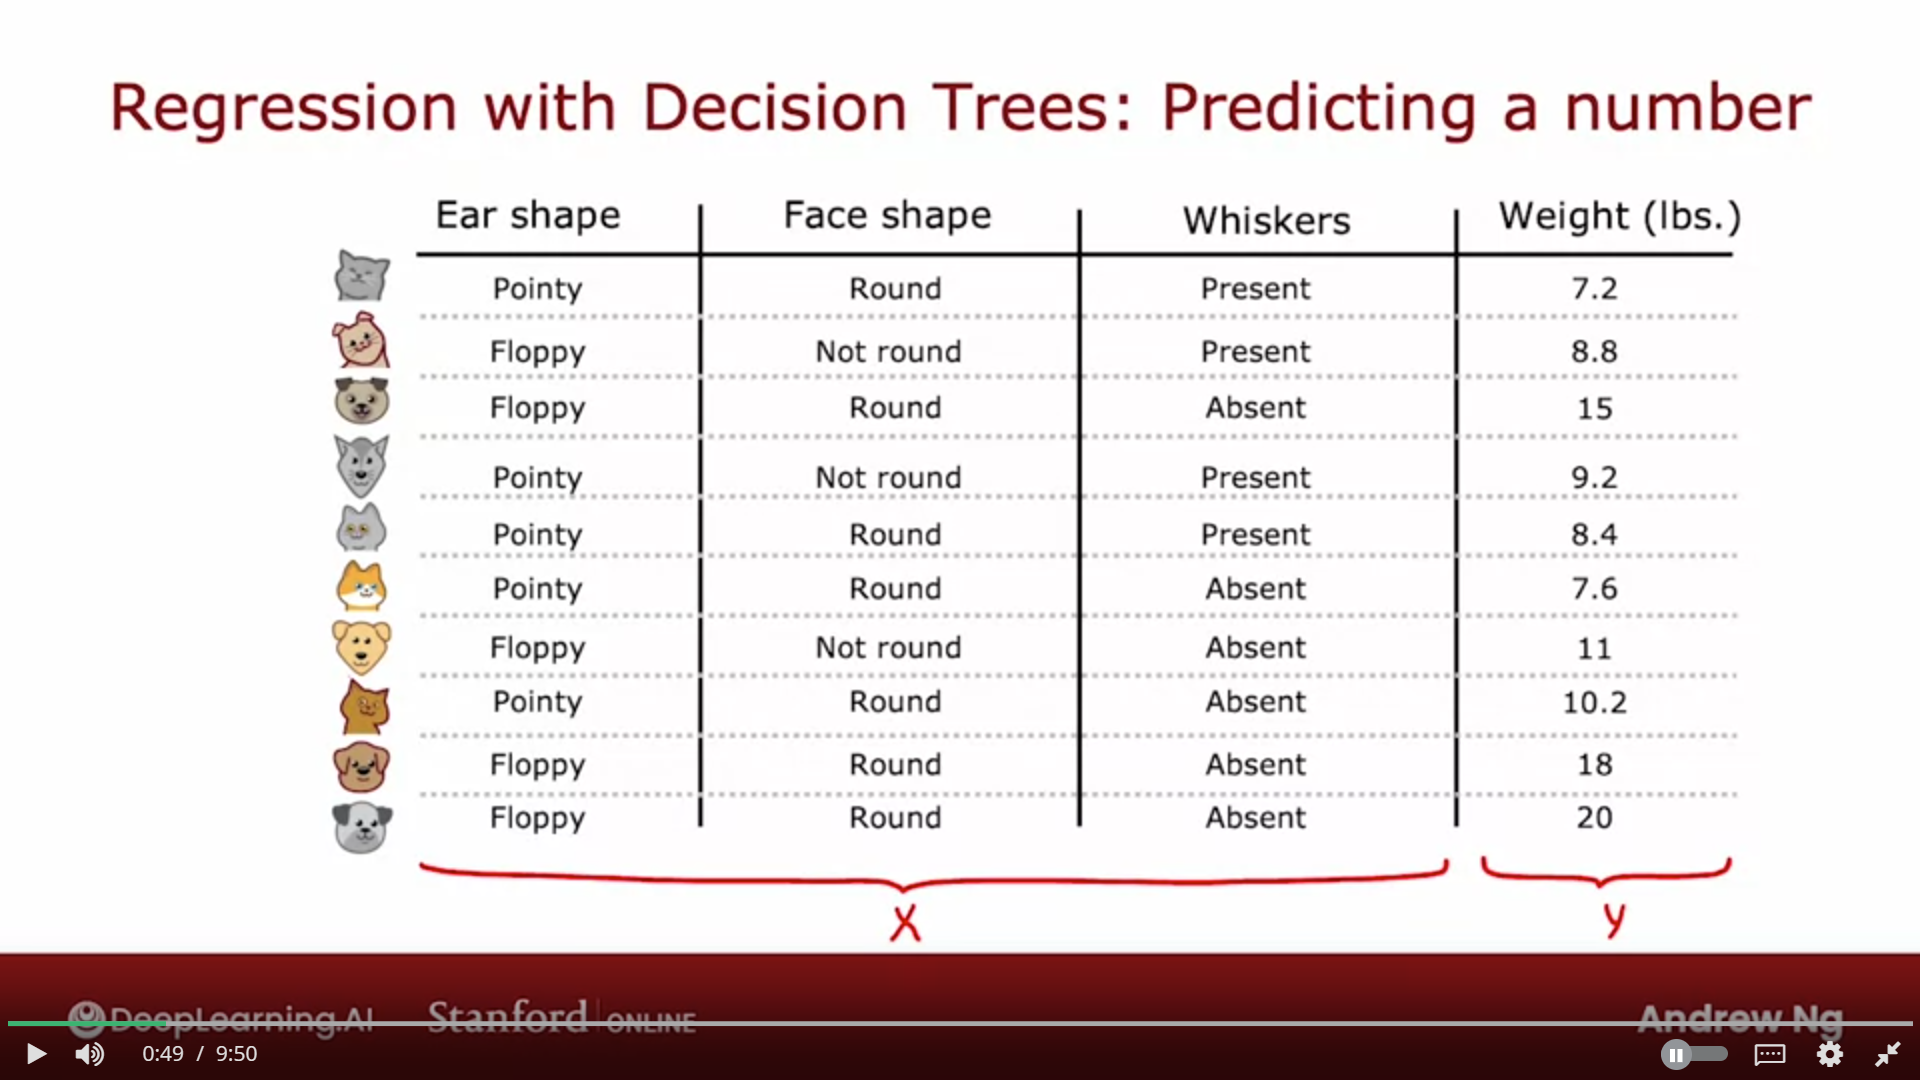 Regression with Decision Trees: Predicting a number
Ear shape Face shape Whiskers Weight (lbs.)
Pointy Round Present 7.2
Floppy Not round Present 8.8
Floppy Round Absent 15
Pointy Not round Present 9.2
Pointy Round Present 8.4
Pointy Round Absent 7.6
Floppy Not round Absent 11
Pointy Round Absent 10.2
Floppy Round Absent 18
Floppy Round Absent 20
X y
DeepLearning.AI Stanford ONLINE Andrew Ng
0:49 / 9:50